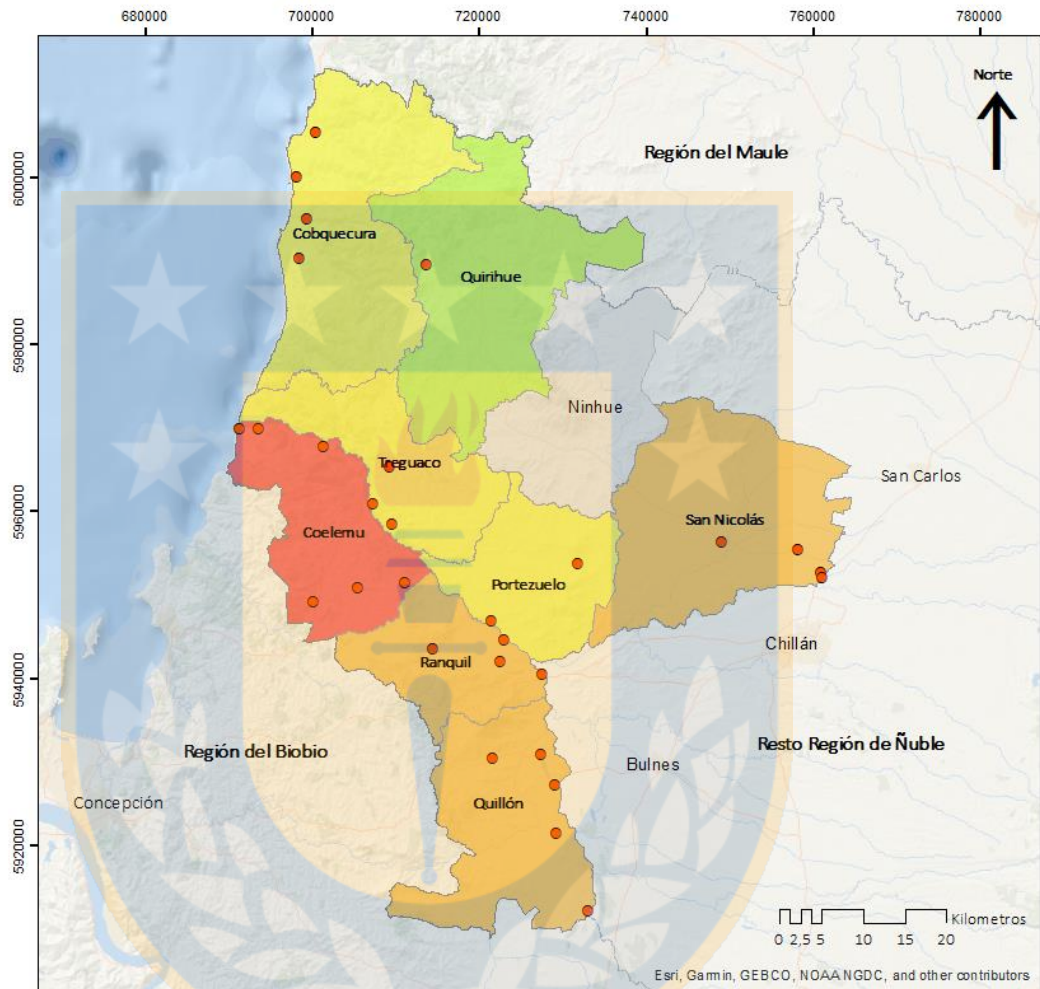 680000
700000
720000
740000
760000
780000
Norte
Región del Maule
6000000
Cobquecura
Quirihue
5980000
Ninhue
Treguaco
San Carlos
5960000
San Nicolás
Coelemu
Portezuelo
Chillán
Ranquil
5940000
Región del Biobio
Resto Región de Ñuble
Bulnes
Concepción
Quillón
5920000
Kilometros
0 2,5 5 10 15 20
Esri, Garmin, GEBCO, NOAA NGDC, and other contributors